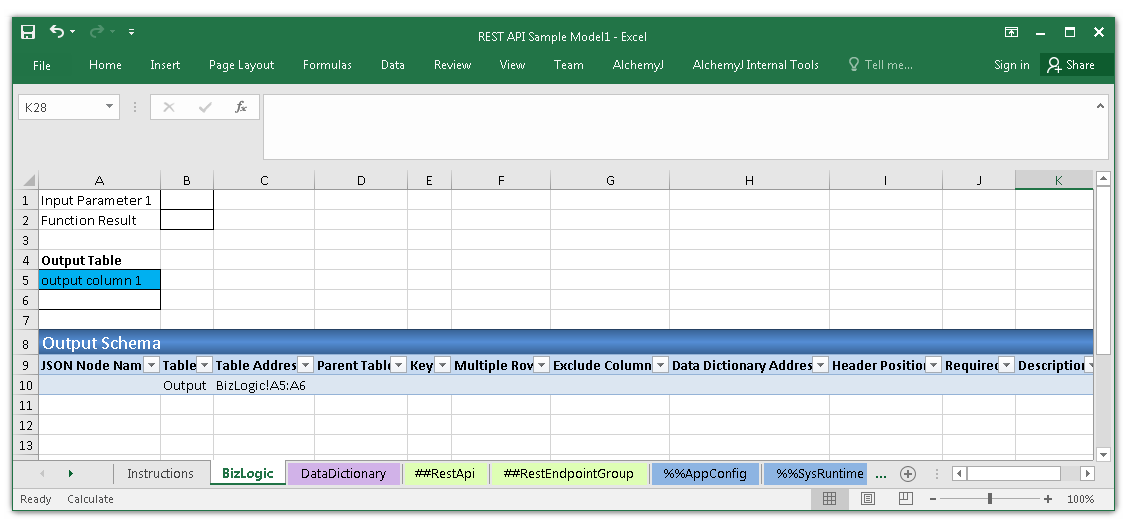 REST API Sample Model1 - Excel
File Home Insert Page Layout Formulas Data Review View Team AlchemyJ AlchemyJ Internal Tools Tell me... Sign in Share
K28 fx
A B C D E F G H I J K
1 Input Parameter 1
2 Function Result
3
4 Output Table
5 output column 1
6
7
8 Output Schema
9 JSON Node Nam Table Table Addres Parent Tabl Key Multiple Rov Exclude Column Data Dictionary Addres Header Position Required Description
10 Output BizLogic!A5:A6
11
12
13
Instructions BizLogic DataDictionary ##RestApi ##RestEndpointGroup %%AppConfig %%SysRuntime ...
Ready Calculate 100%